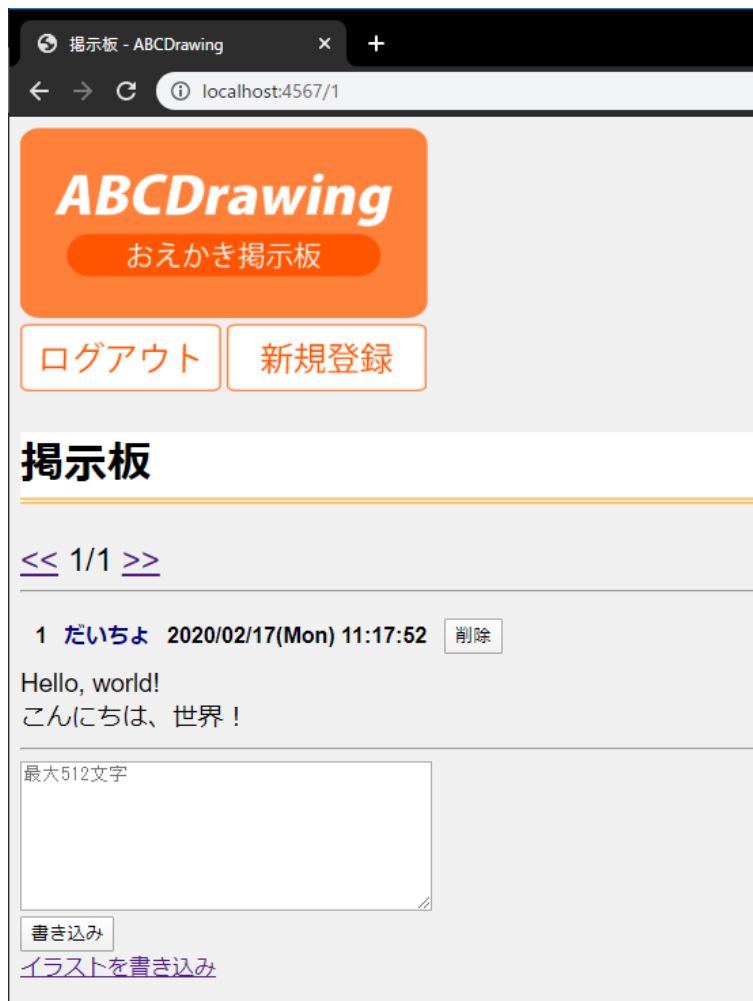 掲示板 - ABCDrawing
localhost:4567/1
ABCDrawing
おえかき掲示板
ログアウト 新規登録
掲示板
<< 1/1 >>
1 だいちょ 2020/02/17(Mon) 11:17:52 削除
Hello, world!
こんにちは、世界！
最大512文字
書き込み
イラストを書き込み